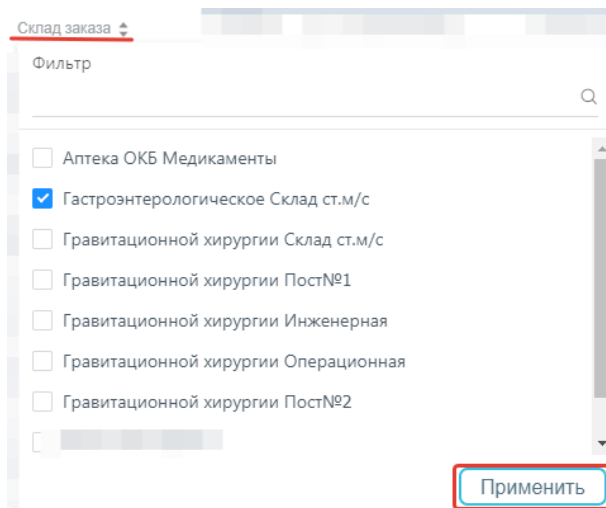 Склад заказа
Фильтр
Аптека ОКБ Медикаменты
Гастроэнтерологическое Склад ст.м/с
Гравитационной хирургии Склад ст.м/с
Гравитационной хирургии Пост№1
Гравитационной хирургии Инженерная
Гравитационной хирургии Операционная
Гравитационной хирургии Пост№2
Применить